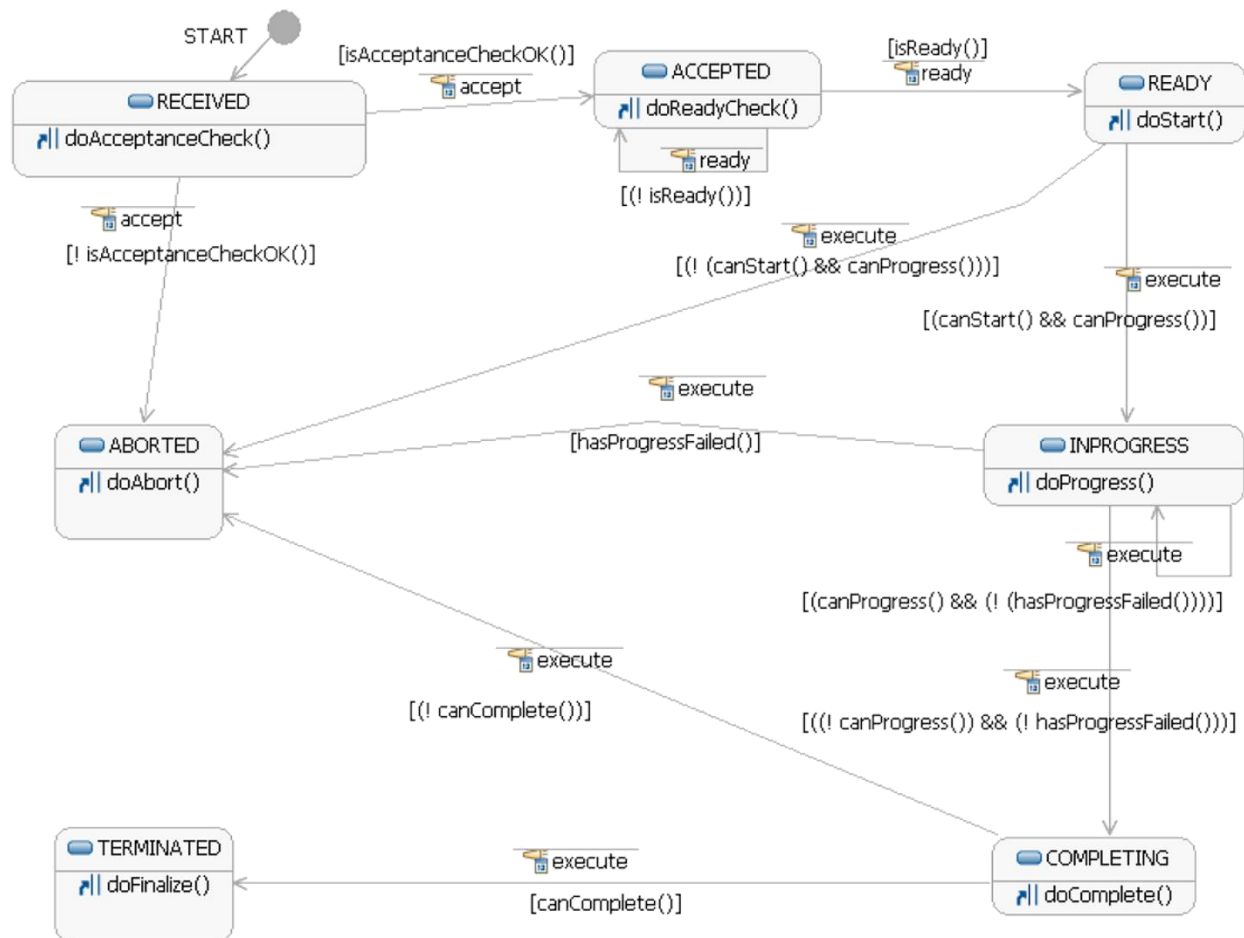 START
[isAcceptanceCheckOK()]
accept
[isReady()]
ready
RECEIVED
doAcceptanceCheck()
ACCEPTED
doReadyCheck()
READY
doStart()
ready
[(! isReady())]
accept
[! isAcceptanceCheckOK()]
execute
[(! (canStart() && canProgress()))]
execute
[(canStart() && canProgress())]
execute
[hasProgressFailed()]
ABORTED
doAbort()
INPROGRESS
doProgress()
execute
[(canProgress() && (! (hasProgressFailed())))]
execute
[(! canComplete())]
execute
[((! canProgress()) && (! hasProgressFailed()))]
TERMINATED
doFinalize()
execute
[canComplete()]
COMPLETING
doComplete()